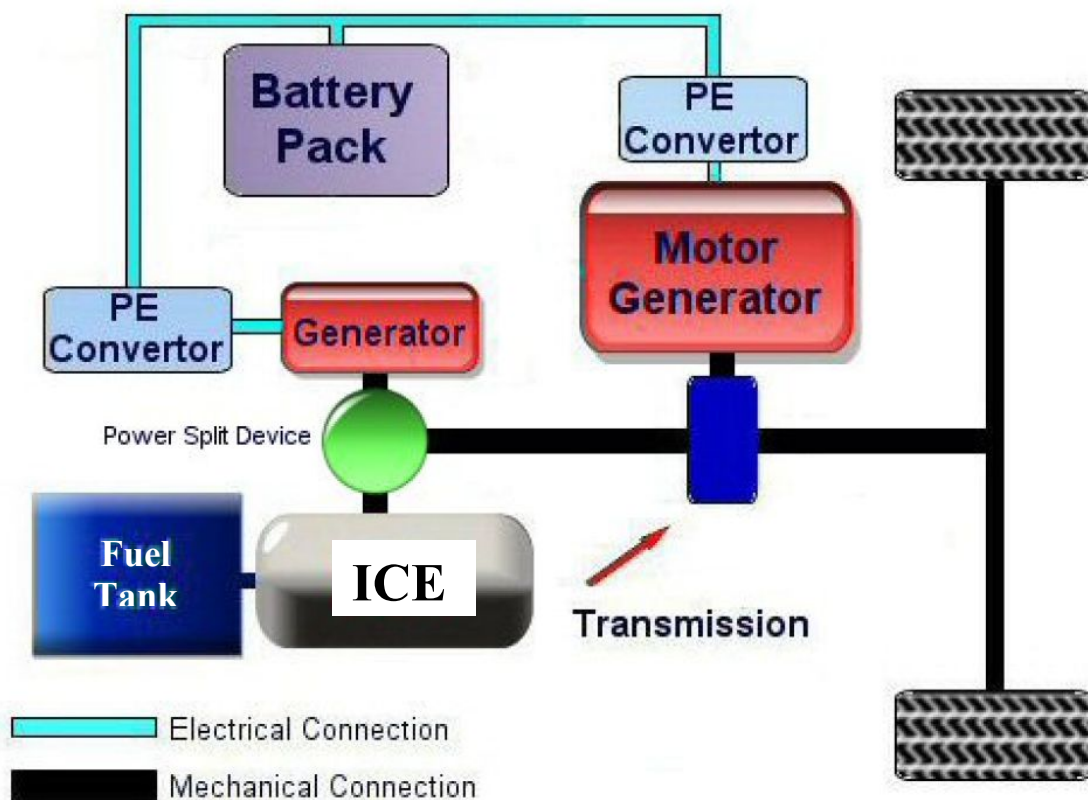 Battery
Pack
PE
Convertor
Motor
Generator
PE
Convertor
Generator
Power Split Device
Fuel
Tank
ICE
Transmission
Electrical Connection
Mechanical Connection